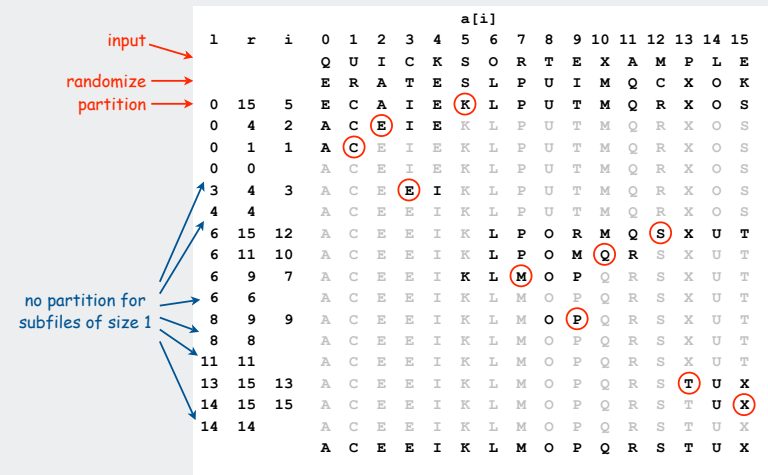 a[i]
input l r i 0 1 2 3 4 5 6 7 8 9 10 11 12 13 14 15
Q U I C K S O R T E X A M P L E
randomize E R A T E S L P U I M Q C X O K
partition 0 15 5 E C A I E K L P U T M Q R X O S
0 4 2 A C E I E K L P U T M Q R X O S
0 1 1 A C E I E K L P U T M Q R X O S
0 0 A C E I E K L P U T M Q R X O S
3 4 3 A C E E I K L P U T M Q R X O S
4 4 A C E E I K L P U T M Q R X O S
6 15 12 A C E E I K L P O R M Q S X U T
6 11 10 A C E E I K L P O M Q R S X U T
6 9 7 A C E E I K L M O P Q R S X U T
no partition for 6 6 A C E E I K L M O P Q R S X U T
subfiles of size 1 8 9 9 A C E E I K L M O P Q R S X U T
8 8 A C E E I K L M O P Q R S X U T
11 11 A C E E I K L M O P Q R S X U T
13 15 13 A C E E I K L M O P Q R S T U X
14 15 15 A C E E I K L M O P Q R S T U X
14 14 A C E E I K L M O P Q R S T U X
A C E E I K L M O P Q R S T U X